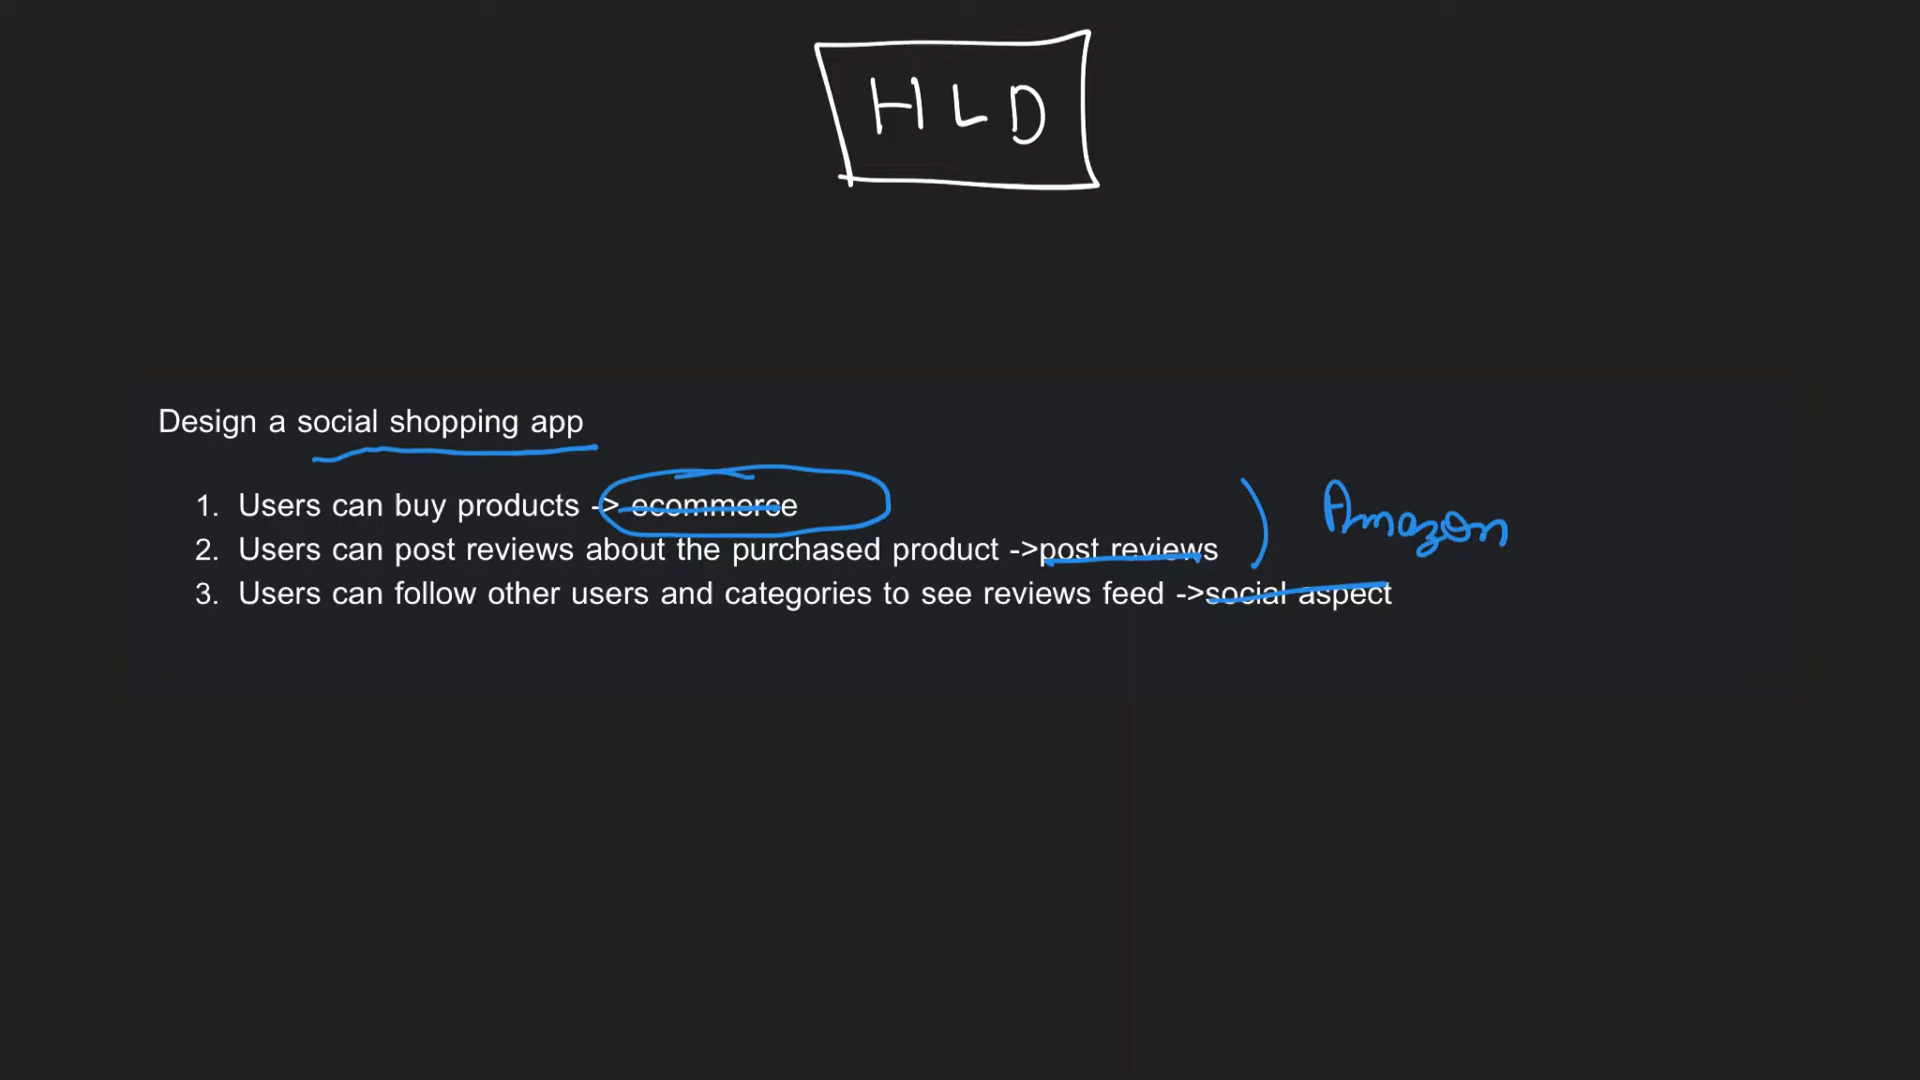 HLD
Design a social shopping app
1. Users can buy products -> ecommerce
2. Users can post reviews about the purchased product ->post reviews
Amazon
3. Users can follow other users and categories to see reviews feed ->social aspect